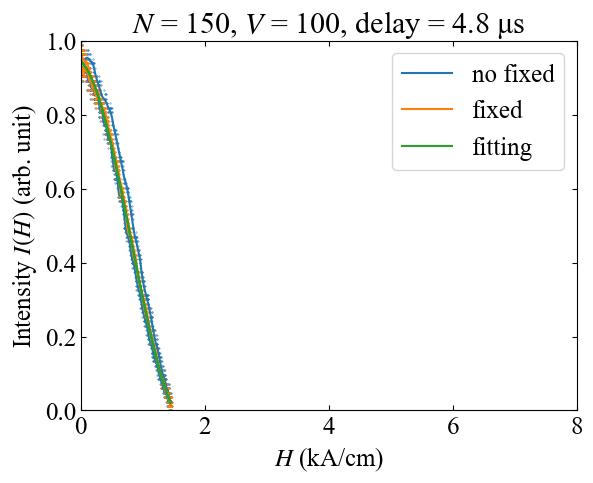 N = 150, V = 100, delay = 4.8 μs
Intensity I(H) (arb. unit)
1.0
0.8
0.6
0.4
0.2
0.0
no fixed
fixed
fitting
0 2 4 6 8
H (kA/cm)